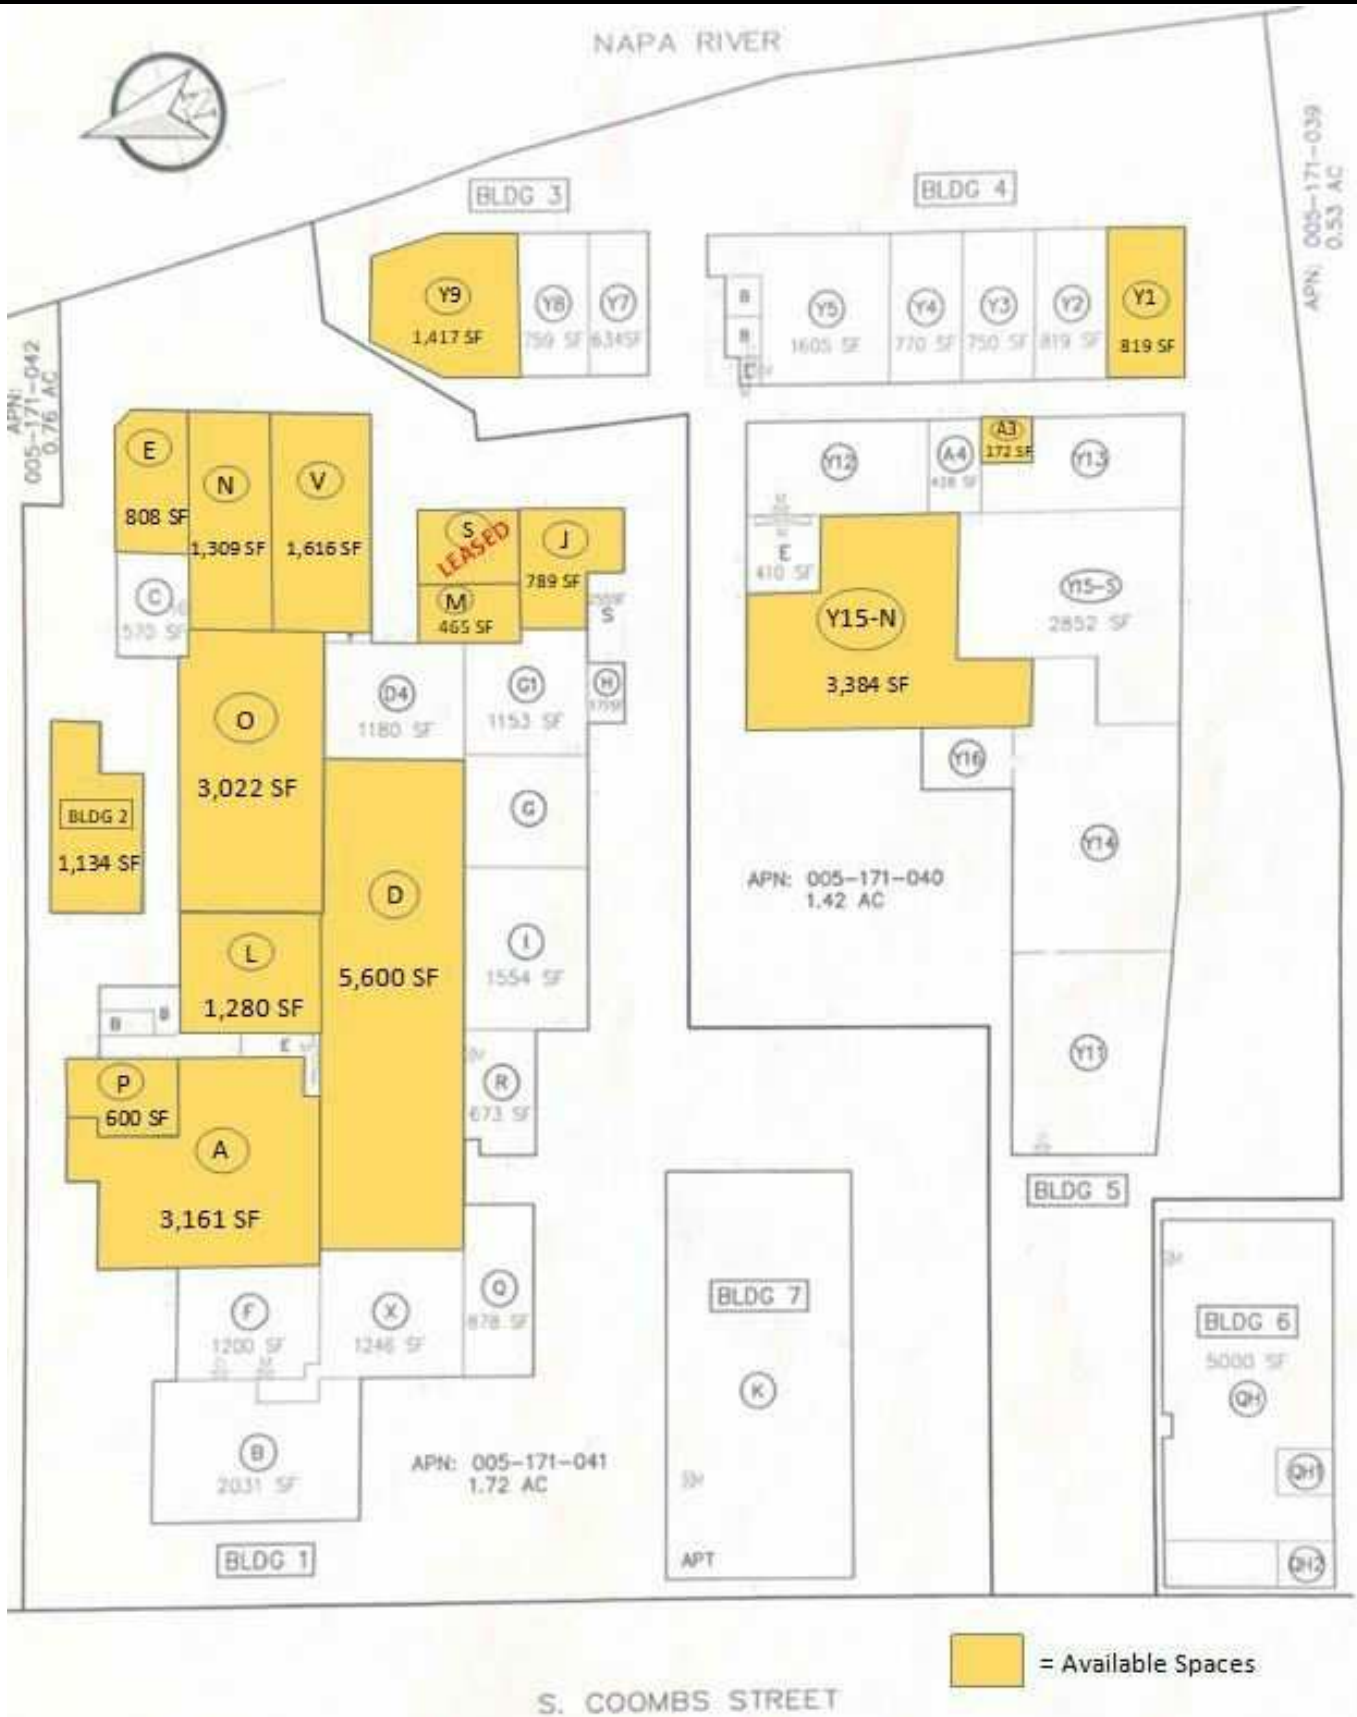 NAPA RIVER
BLDG 3
BLDG 4
APN: 005-171-039
0.53 AC
Y9
1,417 SF
Y8
759 SF
Y7
634SF
B
B
E
Y5
1605 SF
Y4
770 SF
Y3
750 SF
Y2
819 SF
Y1
819 SF
APN:
005-171-042
0.76 AC
E
808 SF
N
1,309 SF
V
1,616 SF
C
570 SF
S
LEASED
J
789 SF
M
465 SF
S
Y12
A4
428 SF
A3
172 SF
Y13
E
410 SF
Y15-N
3,384 SF
Y15-S
2852 SF
O
3,022 SF
D4
1180 SF
G1
1153 SF
H
BLDG 2
1,134 SF
G
Y16
Y14
D
5,600 SF
APN: 005-171-040
1.42 AC
L
1,280 SF
I
1554 SF
B
B
E
P
600 SF
R
673 SF
Y11
A
3,161 SF
BLDG 5
F
1200 SF
X
1246 SF
Q
878 SF
BLDG 7
K
BLDG 6
5000 SF
QH
QH1
QH2
B
2031 SF
APN: 005-171-041
1.72 AC
APT
BLDG 1
= Available Spaces
S. COOMBS STREET